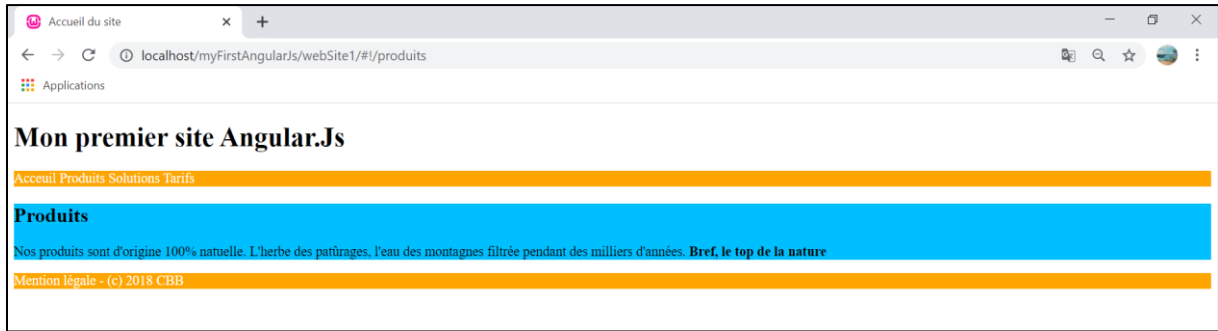 Accueil du site
localhost/myFirstAngularJs/webSite1/#!/produits
Applications
Mon premier site Angular.Js
Acceuil Produits Solutions Tarifs
Produits
Nos produits sont d'origine 100% natuelle. L'herbe des patûrages, l'eau des montagnes filtrée pendant des milliers d'années. Bref, le top de la nature
Mention légale - (c) 2018 CBB